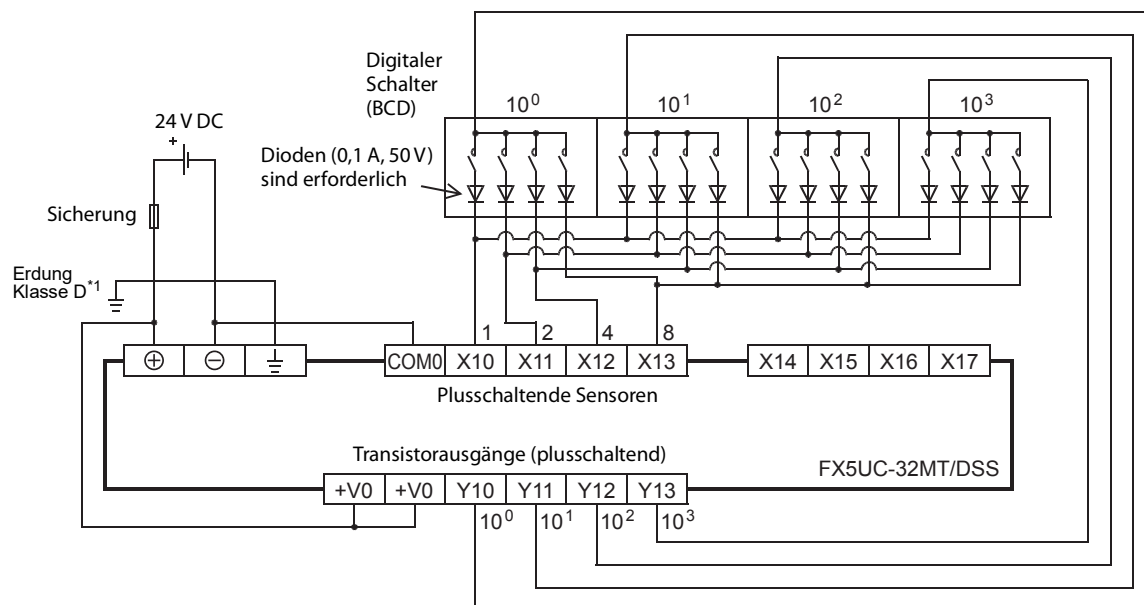 Digitaler
Schalter
(BCD)
10⁰ 10¹ 10² 10³
24 V DC
+
Dioden (0,1 A, 50 V)
sind erforderlich
Sicherung
Erdung
Klasse D*1
1 2 4 8
COM0 X10 X11 X12 X13 X14 X15 X16 X17
Plusschaltende Sensoren
Transistorausgänge (plusschaltend)
FX5UC-32MT/DSS
+V0 +V0 Y10 Y11 Y12 Y13
10⁰ 10¹ 10² 10³